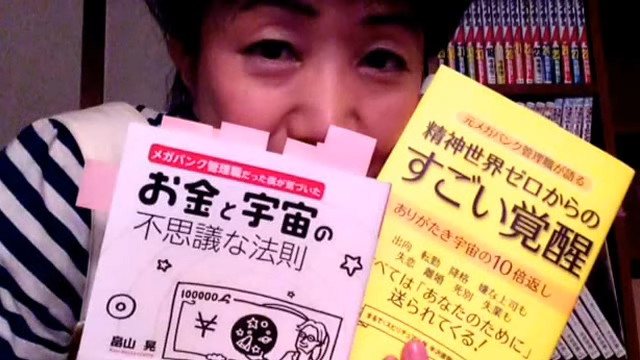 メガバンク管理職だった僕が気づいた
お金と宇宙の
不思議な法則
1000000
¥
畠山 晃
元メガバンク管理職が語る
精神世界ゼロからの
すごい覚醒
ありがたき宇宙の10倍返し
出向 転勤 降格 嫌な上司も
失恋 離婚 死別 失業も
べては「あなたのために」
送られてくる!